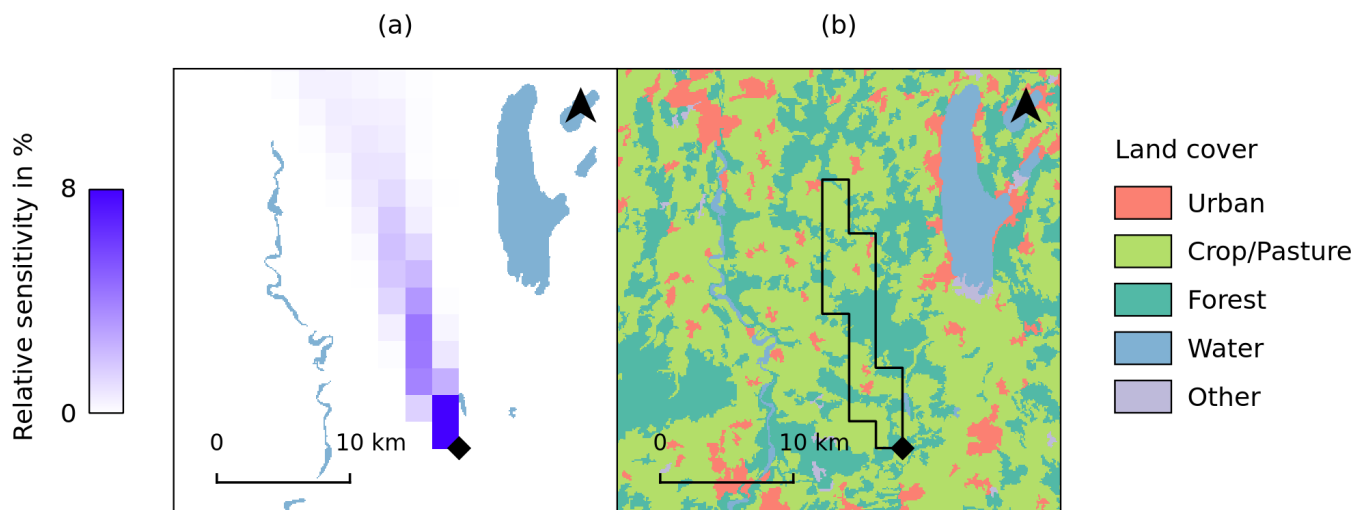 (a)
(b)
Relative sensitivity in %
8
0
0
10 km
0
10 km
Land cover
Urban
Crop/Pasture
Forest
Water
Other